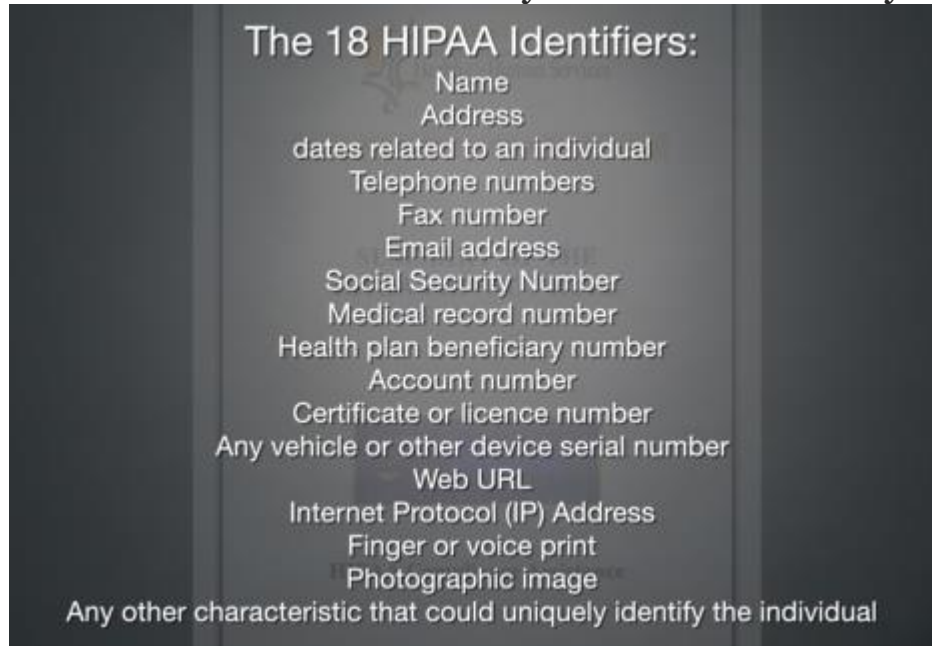 The 18 HIPAA Identifiers:
Name
Address
dates related to an individual
Telephone numbers
Fax number
Email address
Social Security Number
Medical record number
Health plan beneficiary number
Account number
Certificate or licence number
Any vehicle or other device serial number
Web URL
Internet Protocol (IP) Address
Finger or voice print
Photographic image
Any other characteristic that could uniquely identify the individual